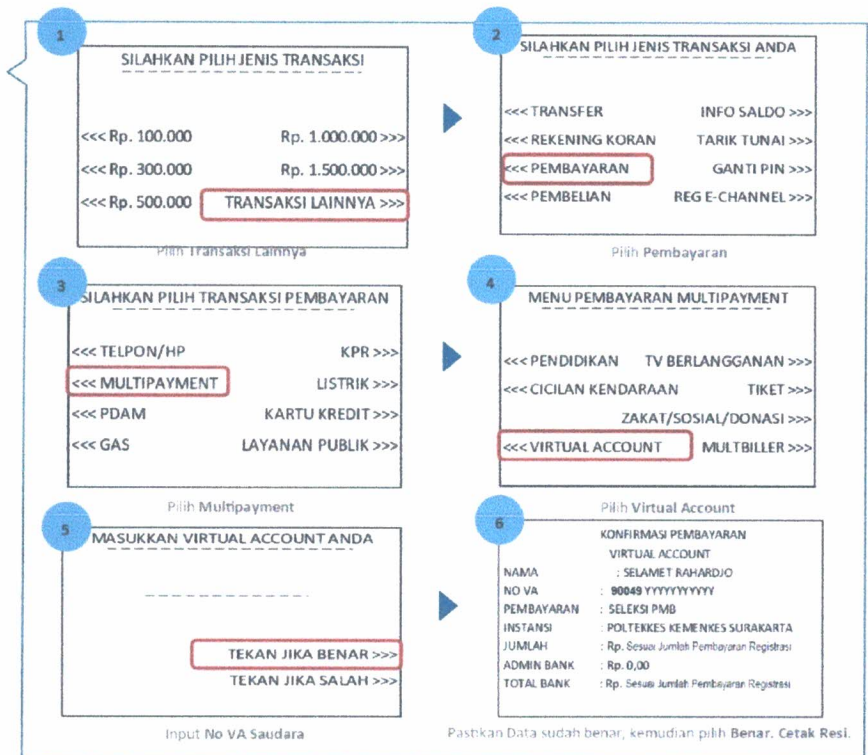 1
SILAHKAN PILIH JENIS TRANSAKSI
<<< Rp. 100.000 Rp. 1.000.000 >>>
<<< Rp. 300.000 Rp. 1.500.000 >>>
<<< Rp. 500.000 TRANSAKSI LAINNYA >>>
Pilih Transaksi Lainnya
2
SILAHKAN PILIH JENIS TRANSAKSI ANDA
<<< TRANSFER INFO SALDO >>>
<<< REKENING KORAN TARIK TUNAI >>>
<<< PEMBAYARAN GANTI PIN >>>
<<< PEMBELIAN REG E-CHANNEL >>>
Pilih Pembayaran
3
SILAHKAN PILIH TRANSAKSI PEMBAYARAN
<<< TELPON/HP KPR >>>
<<< MULTIPAYMENT LISTRIK >>>
<<< PDAM KARTU KREDIT >>>
<<< GAS LAYANAN PUBLIK >>>
Pilih Multipayment
4
MENU PEMBAYARAN MULTIPAYMENT
<<< PENDIDIKAN TV BERLANGGANAN >>>
<<< CICILAN KENDARAAN TIKET >>>
ZAKAT/SOSIAL/DONASI >>>
<<< VIRTUAL ACCOUNT MULTBILLER >>>
Pilih Virtual Account
5
MASUKKAN VIRTUAL ACCOUNT ANDA
TEKAN JIKA BENAR >>>
TEKAN JIKA SALAH >>>
Input No VA Saudara
6
KONFIRMASI PEMBAYARAN
VIRTUAL ACCOUNT
NAMA : SELAMET RAHARDJO
NO VA : 90049 YYYYYYYYYYY
PEMBAYARAN : SELEKSI PMB
INSTANSI : POLTEKKES KEMENKES SURAKARTA
JUMLAH : Rp. Sesuai Jumlah Pembayaran Registrasi
ADMIN BANK : Rp. 0,00
TOTAL BANK : Rp. Sesuai Jumlah Pembayaran Registrasi
Pastikan Data sudah benar, kemudian pilih Benar. Cetak Resi.